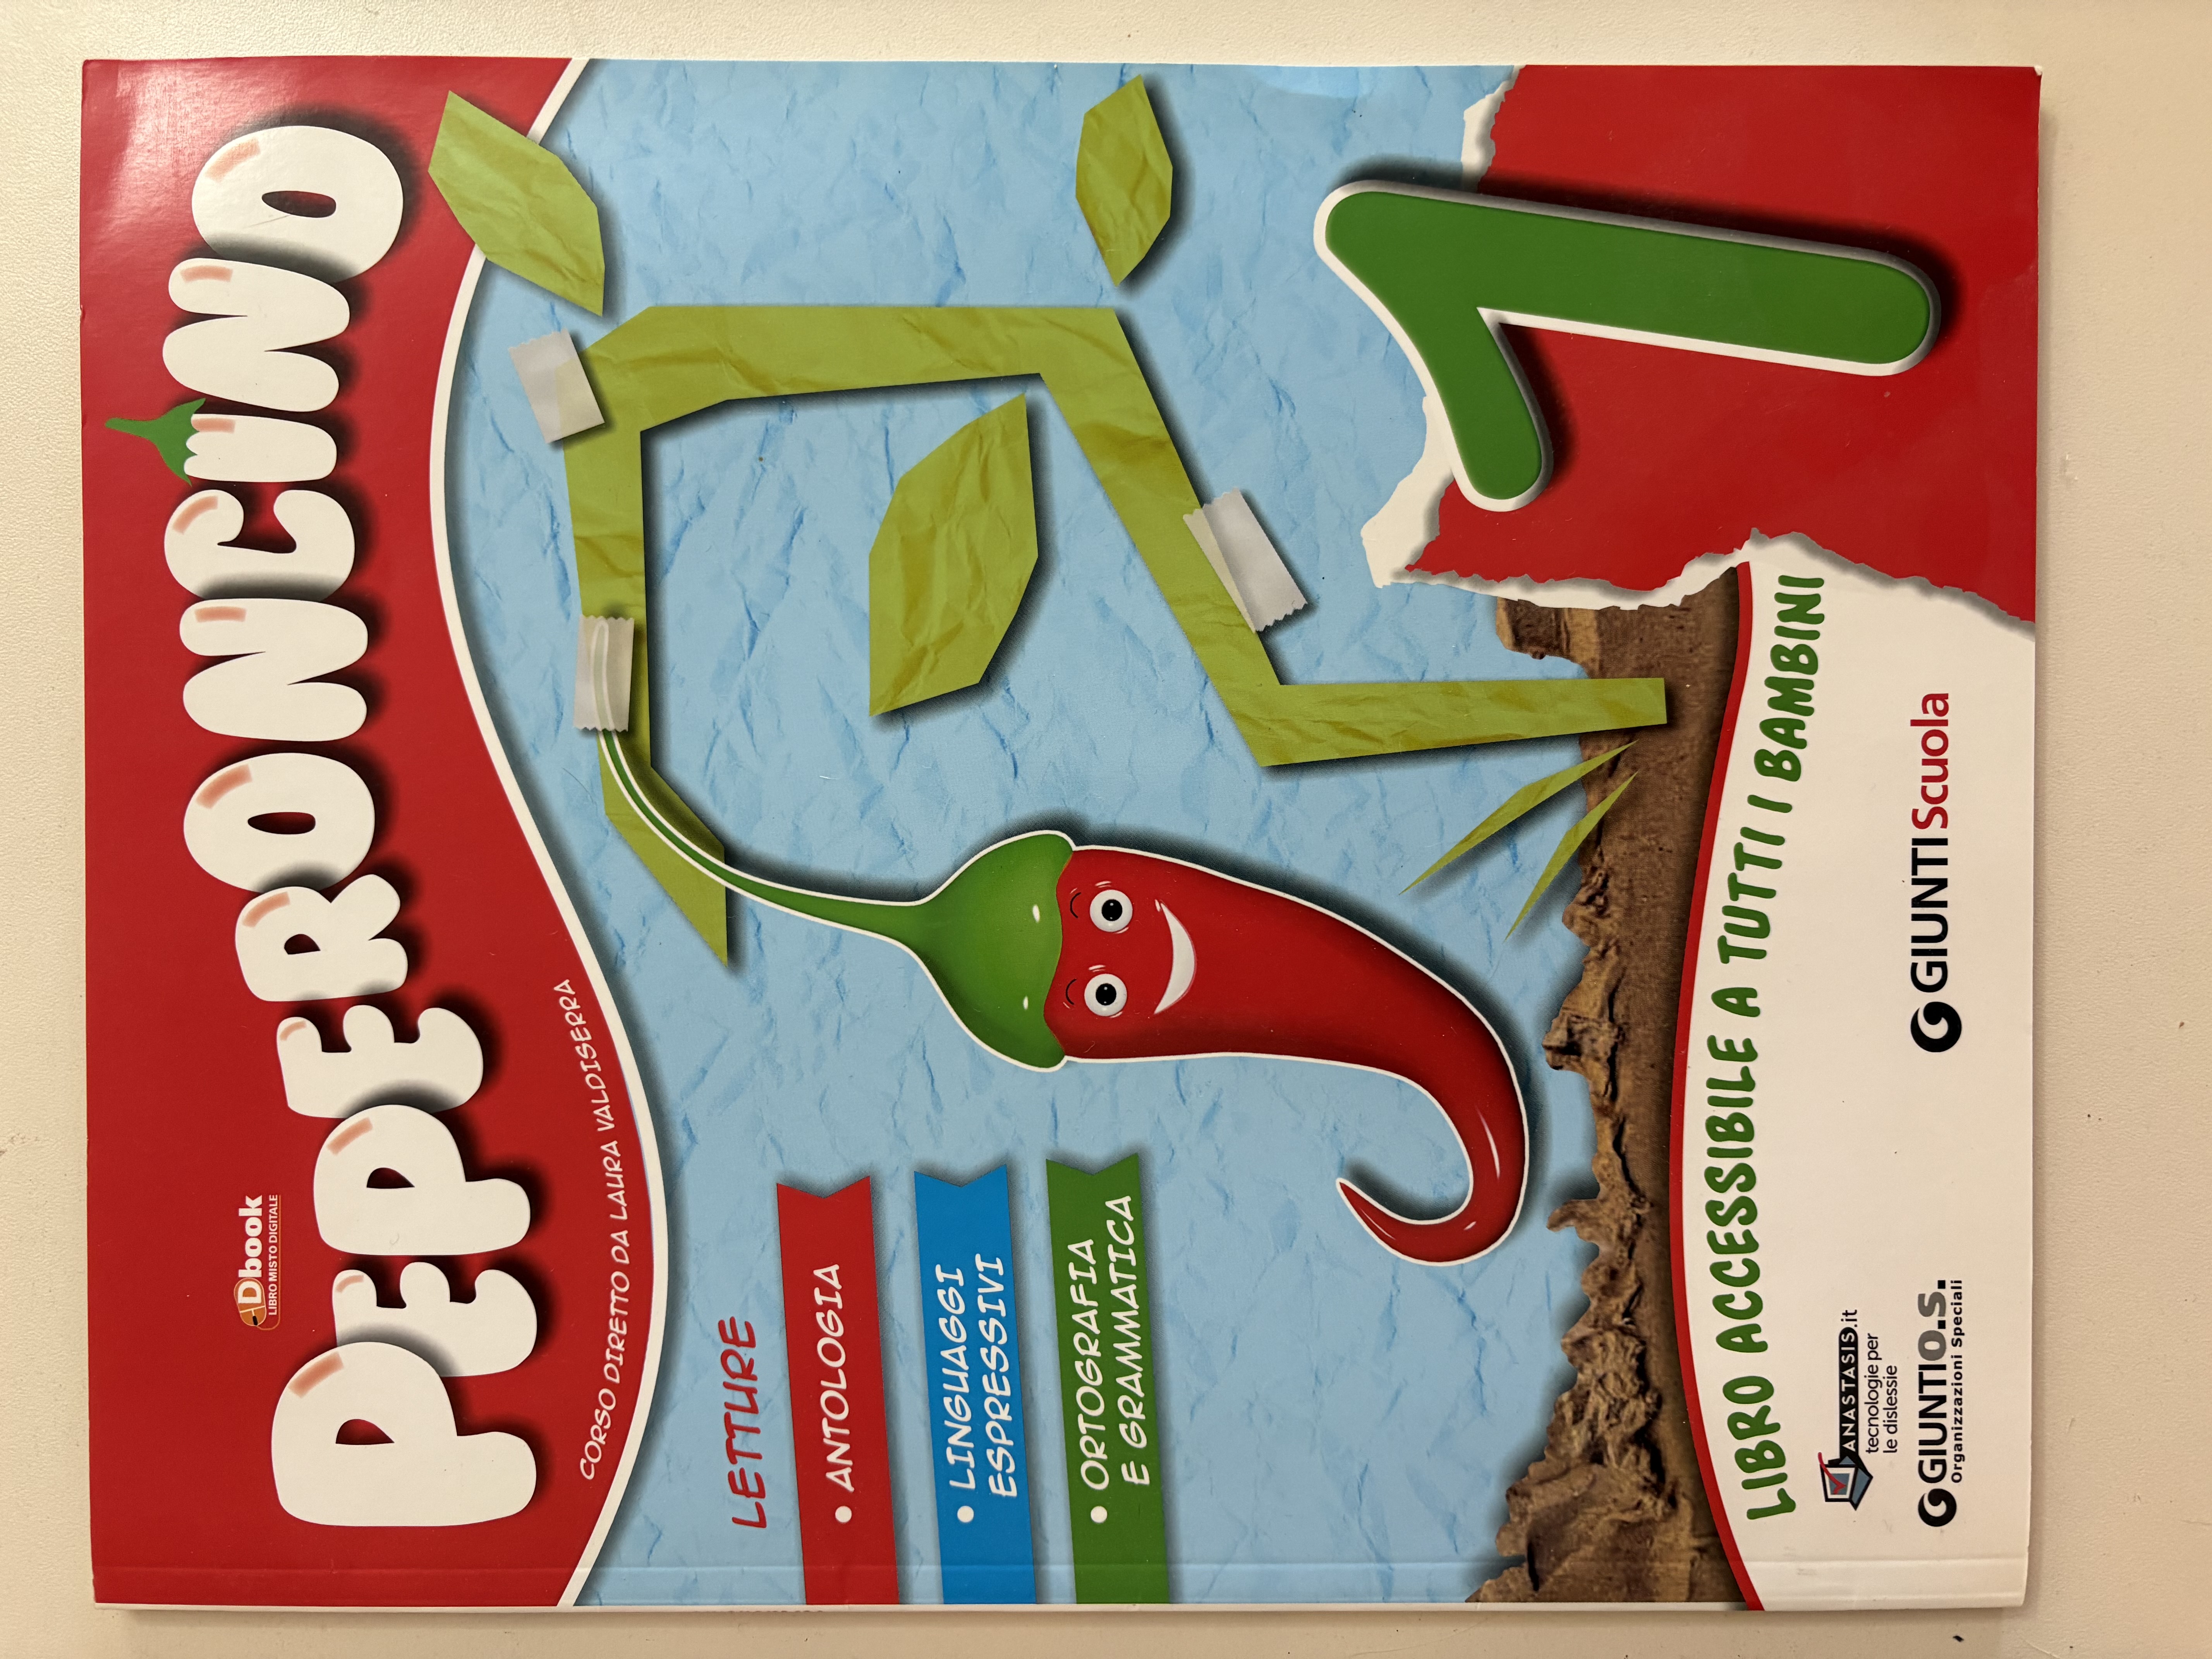 Dbook
LIBRO MISTO DIGITALE
PEPERONCINO
CORSO DIRETTO DA LAURA VALDISERRA
LETTURE
• ANTOLOGIA
• LINGUAGGI
ESPRESSIVI
• ORTOGRAFIA
E GRAMMATICA
1
LIBRO ACCESSIBILE A TUTTI I BAMBINI
ANASTASIS.it
tecnologie per
le dislessie
GIUNTI O.S.
Organizzazioni Speciali
GIUNTI Scuola